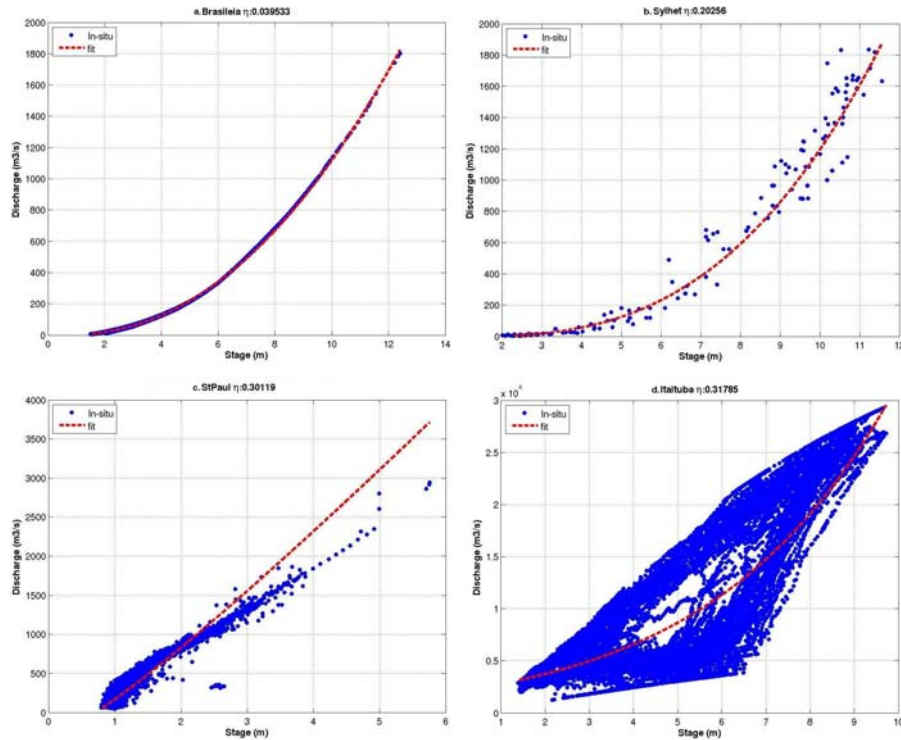 a. Brasileia η:0.039533
In-situ
fit
2000
1800
1600
1400
1200
1000
800
600
400
200
0
0 2 4 6 8 10 12 14
Stage (m)
Discharge (m3/s)
b. Sylhet η:0.20256
In-situ
fit
2000
1800
1600
1400
1200
1000
800
600
400
200
0
2 3 4 5 6 7 8 9 10 11 12
Stage (m)
Discharge (m3/s)
c. StPaul η:0.30119
In-situ
fit
4000
3500
3000
2500
2000
1500
1000
500
0
0 1 2 3 4 5 6
Stage (m)
Discharge (m3/s)
d. Itaituba η:0.31785
x 10⁴
In-situ
fit
3
2.5
2
1.5
1
0.5
0
1 2 3 4 5 6 7 8 9 10
Stage (m)
Discharge (m3/s)